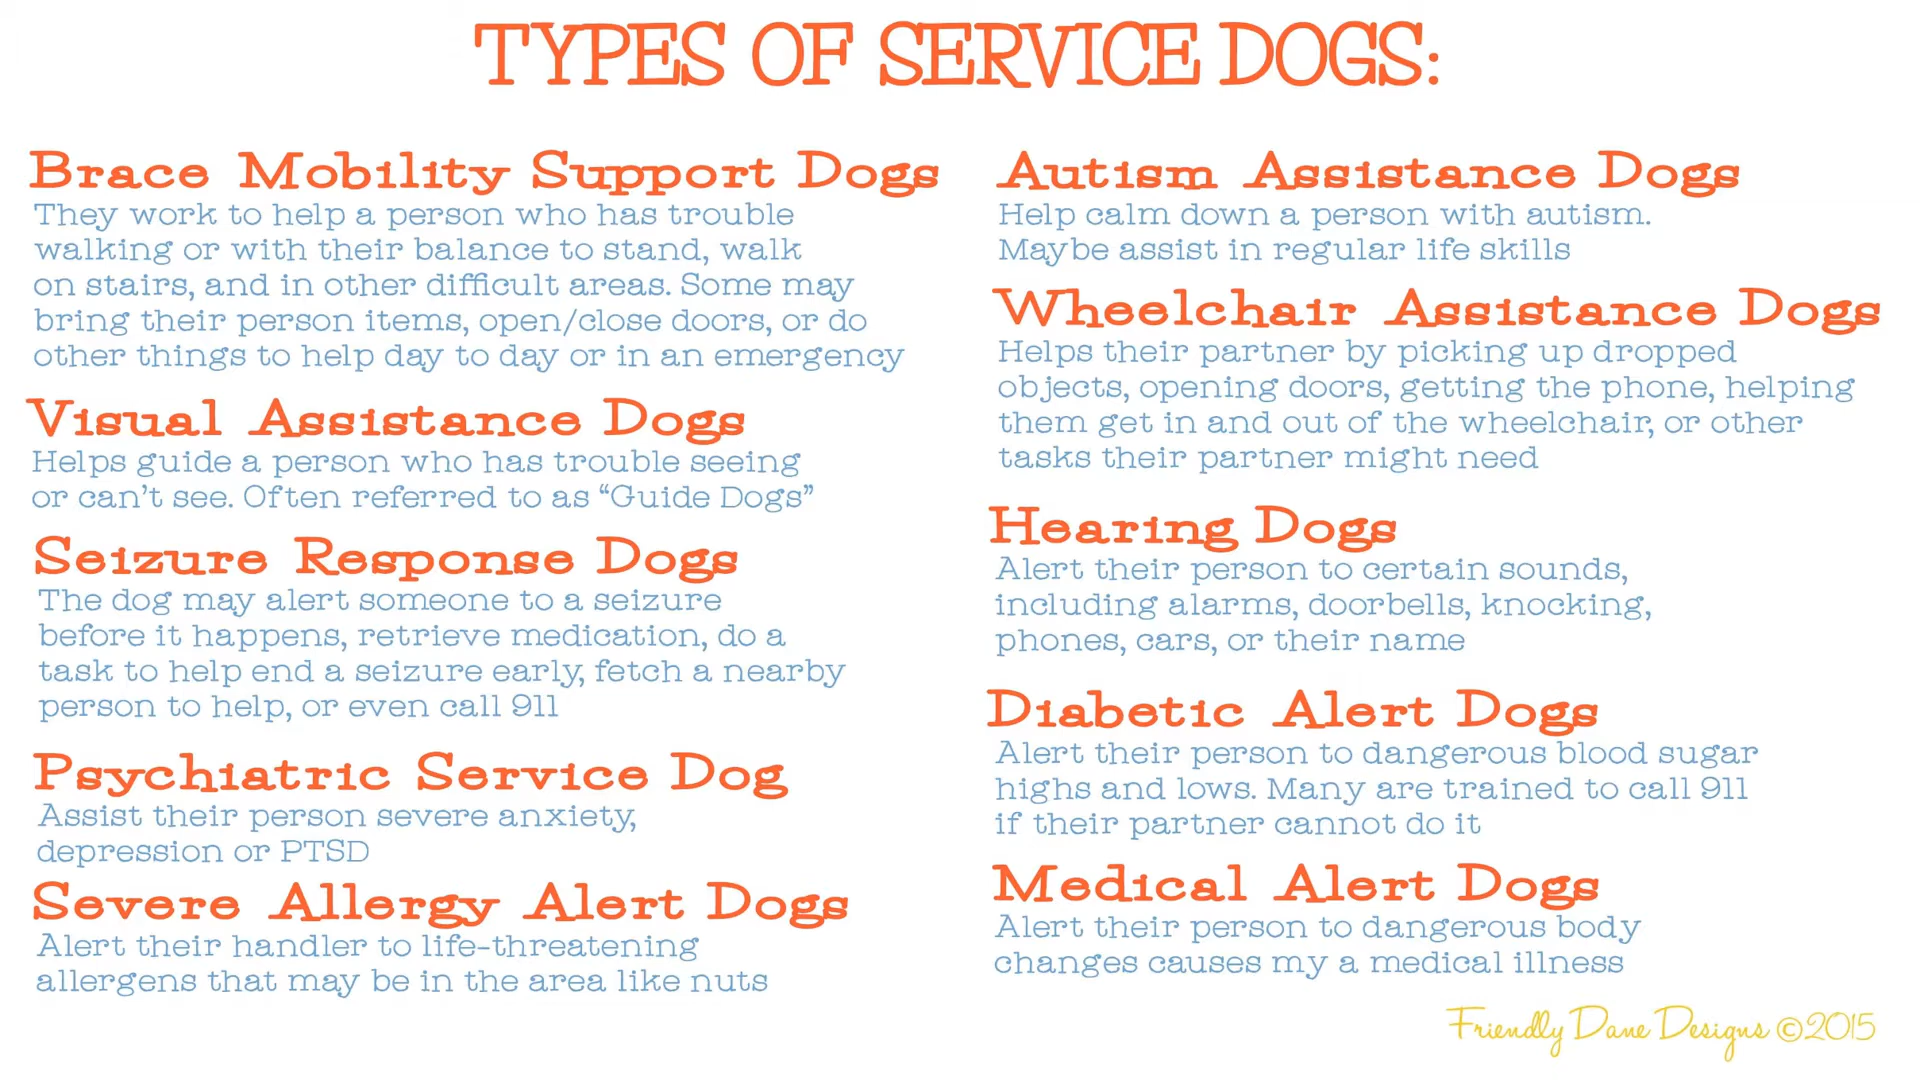 TYPES OF SERVICE DOGS:
Brace Mobility Support Dogs
They work to help a person who has trouble
walking or with their balance to stand, walk
on stairs, and in other difficult areas. Some may
bring their person items, open/close doors, or do
other things to help day to day or in an emergency
Visual Assistance Dogs
Helps guide a person who has trouble seeing
or can't see. Often referred to as “Guide Dogs”
Seizure Response Dogs
The dog may alert someone to a seizure
before it happens, retrieve medication, do a
task to help end a seizure early, fetch a nearby
person to help, or even call 911
Psychiatric Service Dog
Assist their person severe anxiety,
depression or PTSD
Severe Allergy Alert Dogs
Alert their handler to life-threatening
allergens that may be in the area like nuts
Autism Assistance Dogs
Help calm down a person with autism.
Maybe assist in regular life skills
Wheelchair Assistance Dogs
Helps their partner by picking up dropped
objects, opening doors, getting the phone, helping
them get in and out of the wheelchair, or other
tasks their partner might need
Hearing Dogs
Alert their person to certain sounds,
including alarms, doorbells, knocking,
phones, cars, or their name
Diabetic Alert Dogs
Alert their person to dangerous blood sugar
highs and lows. Many are trained to call 911
if their partner cannot do it
Medical Alert Dogs
Alert their person to dangerous body
changes causes my a medical illness
Friendly Dane Designs ©2015